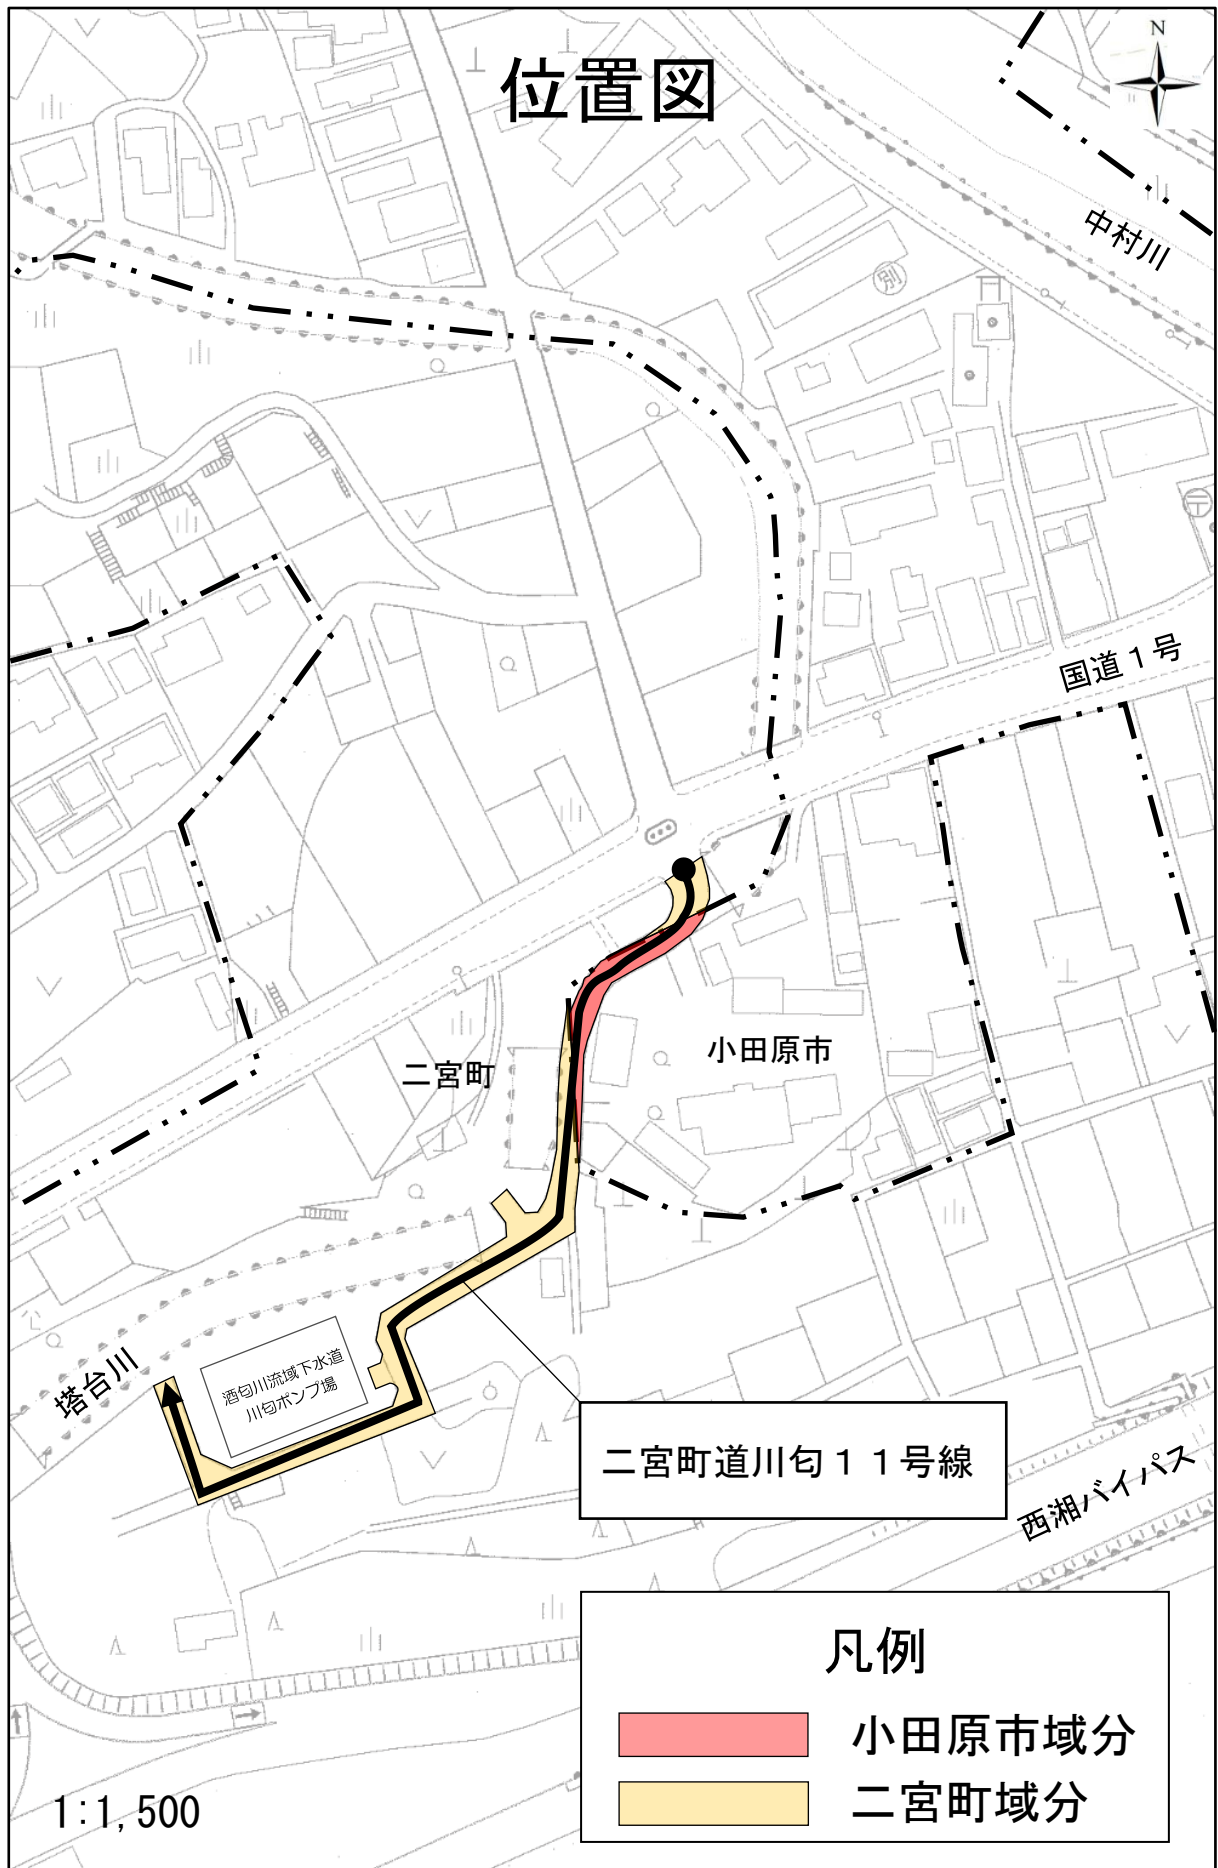 位置図
N
中村川
別
国道１号
小田原市
二宮町
塔台川
酒匂川流域下水道
川匂ポンプ場
二宮町道川匂１１号線
西湘バイパス
凡例
小田原市域分
二宮町域分
1:1,500